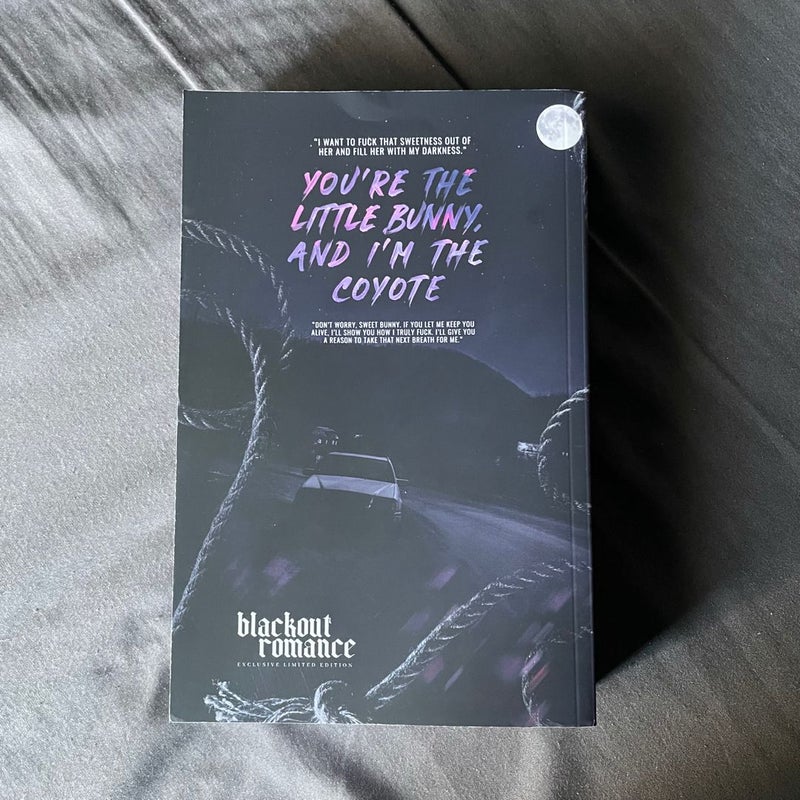 "I WANT TO FUCK THAT SWEETNESS OUT OF
HER AND FILL HER WITH MY DARKNESS."
YOU'RE THE
LITTLE BUNNY,
AND I'M THE
COYOTE
"DON'T WORRY, SWEET BUNNY. IF YOU LET ME KEEP YOU
ALIVE, I'LL SHOW YOU HOW I TRULY FUCK. I'LL GIVE YOU
A REASON TO TAKE THAT NEXT BREATH FOR ME."
blackout
romance
EXCLUSIVE LIMITED EDITION